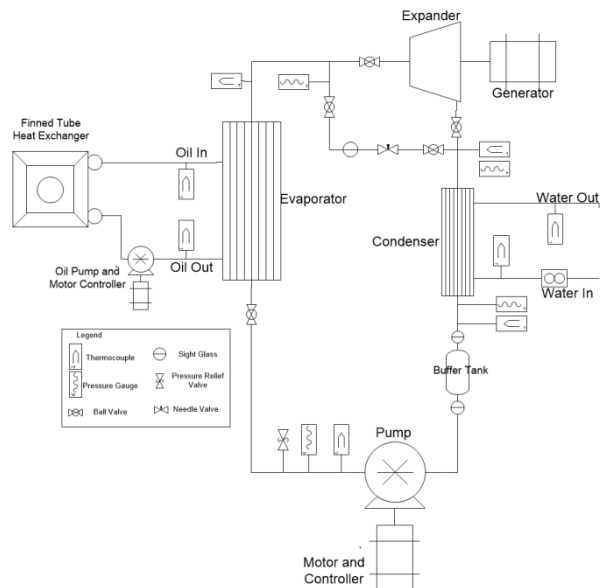 Expander
Generator
Finned Tube
Heat Exchanger
Oil In
Evaporator
Oil Out
Oil Pump and
Motor Controller
Water Out
Condenser
Water In
Legend
Thermocouple
Sight Glass
Pressure Gauge
Pressure Relief
Valve
Ball Valve
Needle Valve
Buffer Tank
Pump
Motor and
Controller